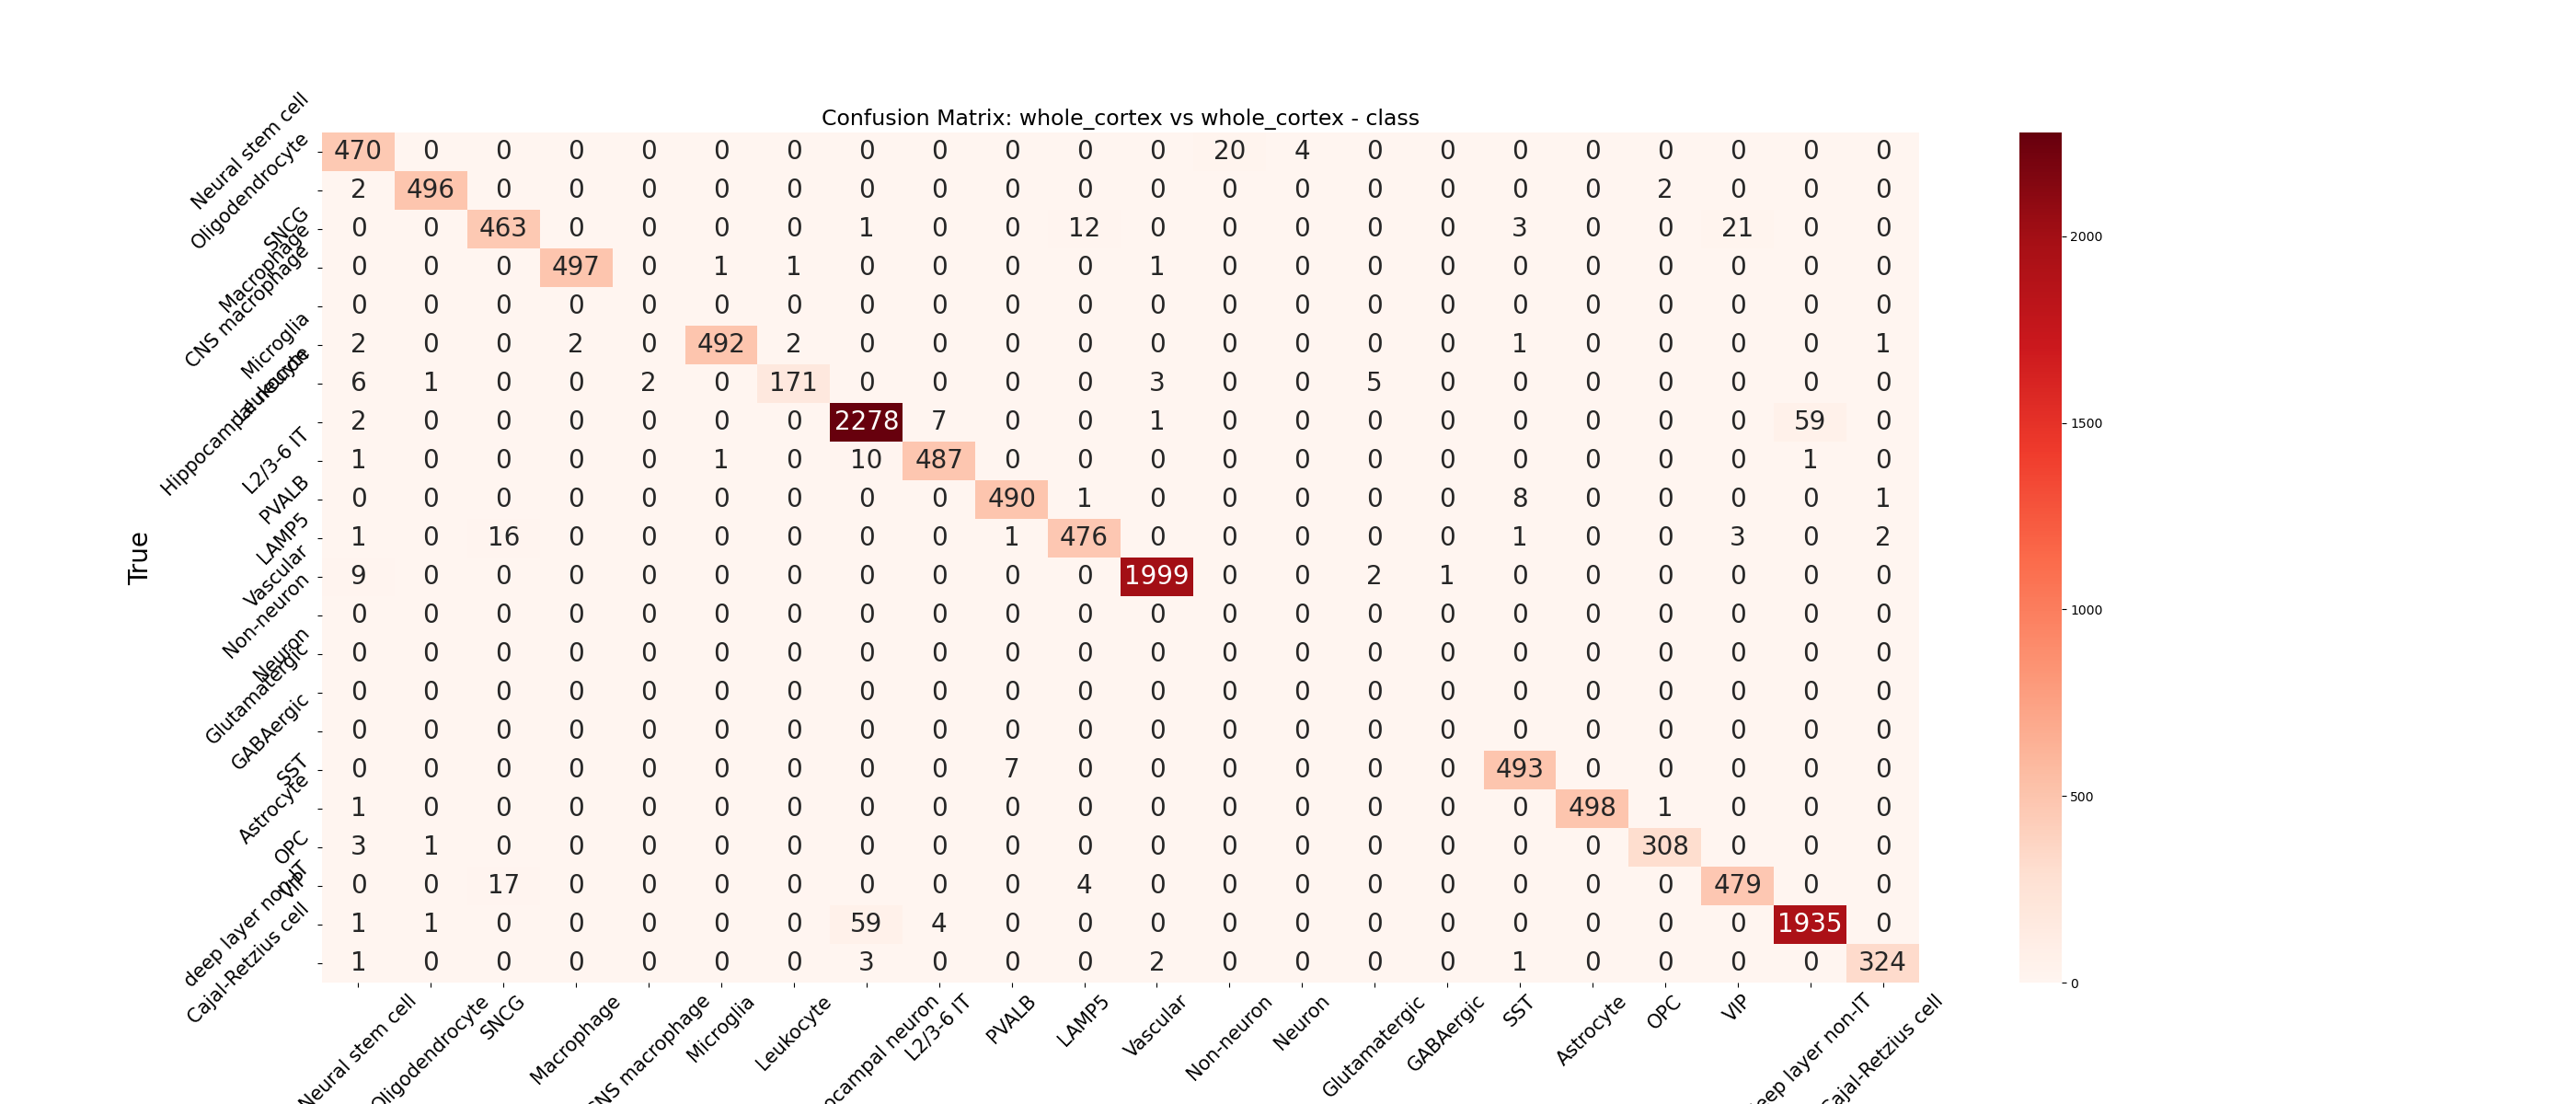 Confusion Matrix: whole_cortex vs whole_cortex - class
True
Neural stem cell 470 0 0 0 0 0 0 0 0 0 0 0 20 4 0 0 0 0 0 0 0 0
Oligodendrocyte 2 496 0 0 0 0 0 0 0 0 0 0 0 0 0 0 0 0 2 0 0 0
SNCG 0 0 463 0 0 0 0 1 0 0 12 0 0 0 0 0 3 0 0 21 0 0
Macrophage 0 0 0 497 0 1 1 0 0 0 0 1 0 0 0 0 0 0 0 0 0 0
CNS macrophage 0 0 0 0 0 0 0 0 0 0 0 0 0 0 0 0 0 0 0 0 0 0
Microglia 2 0 0 2 0 492 2 0 0 0 0 0 0 0 0 0 1 0 0 0 0 1
Leukocyte 6 1 0 0 2 0 171 0 0 0 0 3 0 0 5 0 0 0 0 0 0 0
Hippocampal neuron 2 0 0 0 0 0 0 2278 7 0 0 1 0 0 0 0 0 0 0 0 59 0
L2/3-6 IT 1 0 0 0 0 1 0 10 487 0 0 0 0 0 0 0 0 0 0 0 1 0
PVALB 0 0 0 0 0 0 0 0 0 490 1 0 0 0 0 0 8 0 0 0 0 1
LAMP5 1 0 16 0 0 0 0 0 0 1 476 0 0 0 0 0 1 0 0 3 0 2
Vascular 9 0 0 0 0 0 0 0 0 0 0 1999 0 0 2 1 0 0 0 0 0 0
Non-neuron 0 0 0 0 0 0 0 0 0 0 0 0 0 0 0 0 0 0 0 0 0 0
Neuron 0 0 0 0 0 0 0 0 0 0 0 0 0 0 0 0 0 0 0 0 0 0
Glutamatergic 0 0 0 0 0 0 0 0 0 0 0 0 0 0 0 0 0 0 0 0 0 0
GABAergic 0 0 0 0 0 0 0 0 0 0 0 0 0 0 0 0 0 0 0 0 0 0
SST 0 0 0 0 0 0 0 0 0 7 0 0 0 0 0 0 493 0 0 0 0 0
Astrocyte 1 0 0 0 0 0 0 0 0 0 0 0 0 0 0 0 0 498 1 0 0 0
OPC 3 1 0 0 0 0 0 0 0 0 0 0 0 0 0 0 0 0 308 0 0 0
VIP 0 0 17 0 0 0 0 0 0 0 4 0 0 0 0 0 0 0 0 479 0 0
deep layer non-IT 1 1 0 0 0 0 0 59 4 0 0 0 0 0 0 0 0 0 0 0 1935 0
Cajal-Retzius cell 1 0 0 0 0 0 0 3 0 0 0 2 0 0 0 0 1 0 0 0 0 324
Neural stem cell Oligodendrocyte SNCG Macrophage CNS macrophage Microglia Leukocyte ocampal neuron L2/3-6 IT PVALB LAMP5 Vascular Non-neuron Neuron Glutamatergic GABAergic SST Astrocyte OPC VIP eep layer non-IT Cajal-Retzius cell
2000
1500
1000
500
0